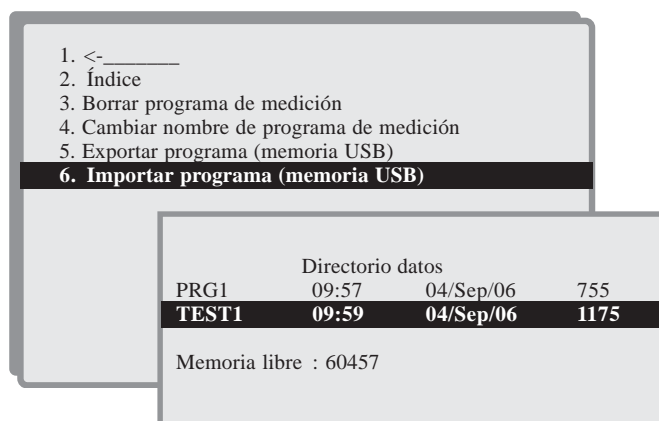 1. <-_______
2. Índice
3. Borrar programa de medición
4. Cambiar nombre de programa de medición
5. Exportar programa (memoria USB)
6. Importar programa (memoria USB)
Directorio datos
PRG1 09:57 04/Sep/06 755
TEST1 09:59 04/Sep/06 1175
Memoria libre : 60457